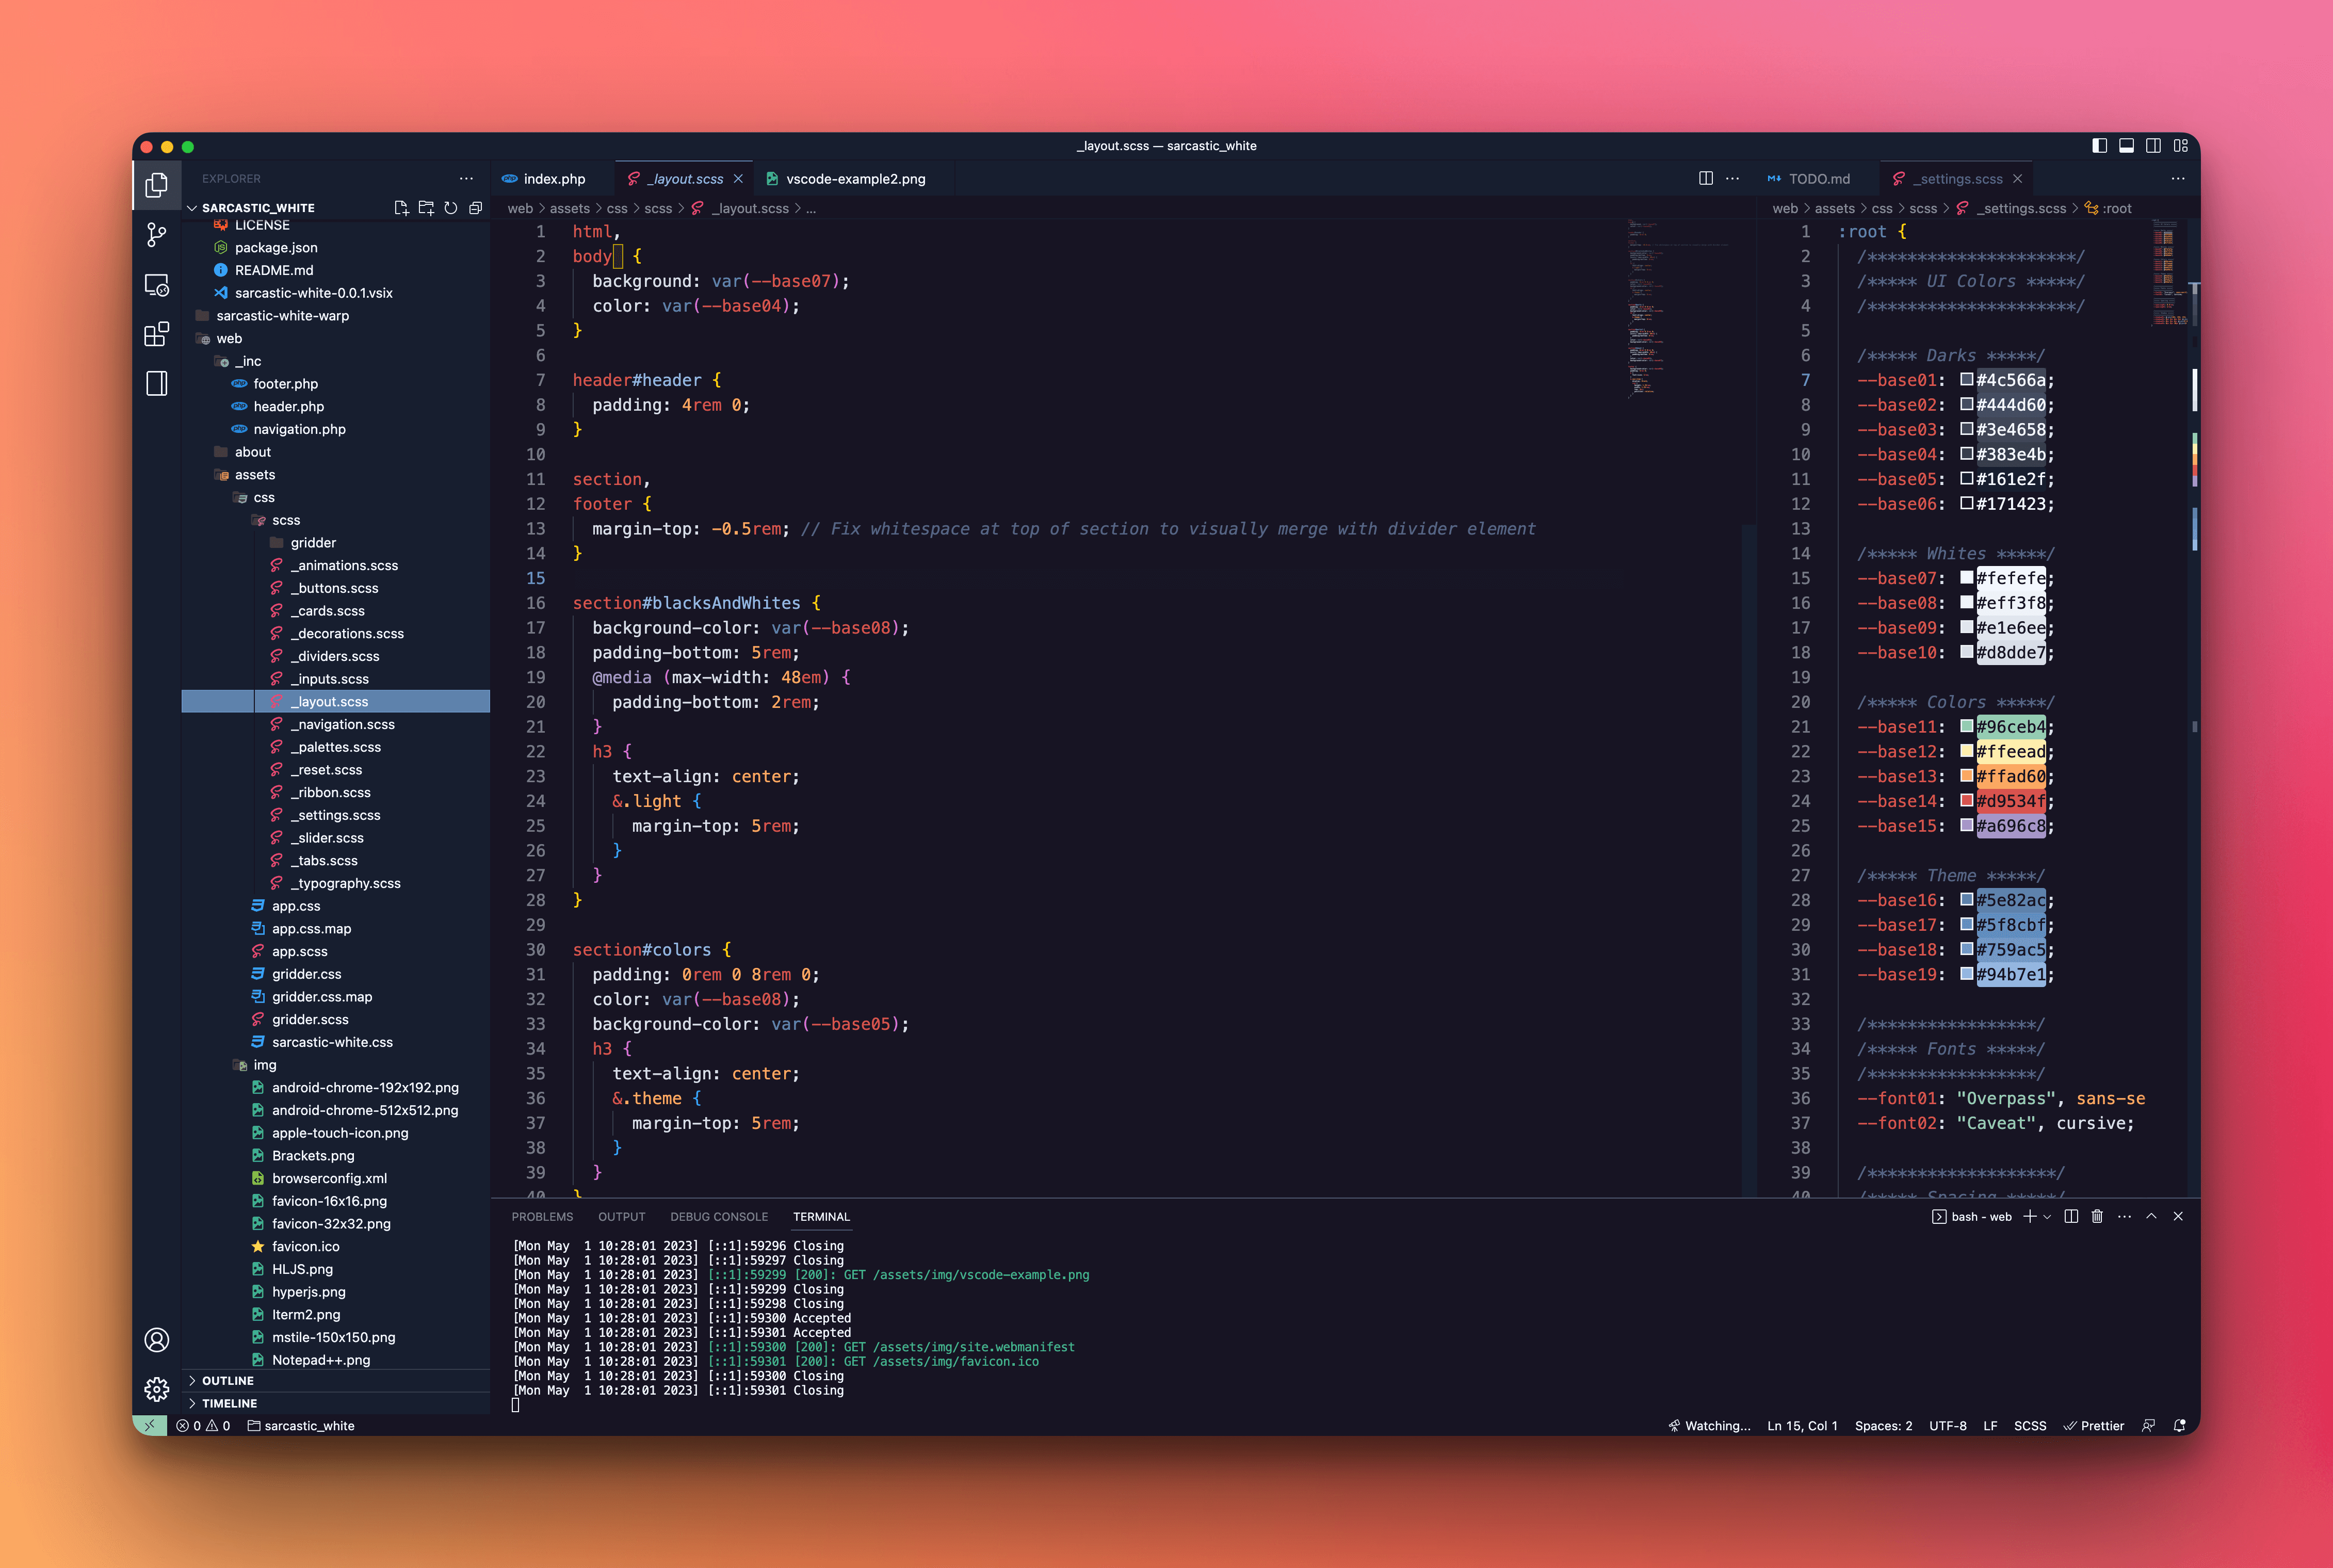 _layout.scss — sarcastic_white
EXPLORER
SARCASTIC_WHITE
LICENSE
package.json
README.md
sarcastic-white-0.0.1.vsix
sarcastic-white-warp
web
_inc
footer.php
header.php
navigation.php
about
assets
css
scss
gridder
_animations.scss
_buttons.scss
_cards.scss
_decorations.scss
_dividers.scss
_inputs.scss
_layout.scss
_navigation.scss
_palettes.scss
_reset.scss
_ribbon.scss
_settings.scss
_slider.scss
_tabs.scss
_typography.scss
app.css
app.css.map
app.scss
gridder.css
gridder.css.map
gridder.scss
sarcastic-white.css
img
android-chrome-192x192.png
android-chrome-512x512.png
apple-touch-icon.png
Brackets.png
browserconfig.xml
favicon-16x16.png
favicon-32x32.png
favicon.ico
HLJS.png
hyperjs.png
Iterm2.png
mstile-150x150.png
Notepad++.png
OUTLINE
TIMELINE
index.php _layout.scss vscode-example2.png
web > assets > css > scss > _layout.scss > ...
1 html,
2 body {
3 background: var(--base07);
4 color: var(--base04);
5 }
6
7 header#header {
8 padding: 4rem 0;
9 }
10
11 section,
12 footer {
13 margin-top: -0.5rem; // Fix whitespace at top of section to visually merge with divider element
14 }
15
16 section#blacksAndWhites {
17 background-color: var(--base08);
18 padding-bottom: 5rem;
19 @media (max-width: 48em) {
20 padding-bottom: 2rem;
21 }
22 h3 {
23 text-align: center;
24 &.light {
25 margin-top: 5rem;
26 }
27 }
28 }
29
30 section#colors {
31 padding: 0rem 0 8rem 0;
32 color: var(--base08);
33 background-color: var(--base05);
34 h3 {
35 text-align: center;
36 &.theme {
37 margin-top: 5rem;
38 }
39 }
40 }
TODO.md _settings.scss
web > assets > css > scss > _settings.scss > :root
1 :root {
2 /*********************/
3 /***** UI Colors *****/
4 /*********************/
5
6 /***** Darks *****/
7 --base01: #4c566a;
8 --base02: #444d60;
9 --base03: #3e4658;
10 --base04: #383e4b;
11 --base05: #161e2f;
12 --base06: #171423;
13
14 /***** Whites *****/
15 --base07: #fefefe;
16 --base08: #eff3f8;
17 --base09: #e1e6ee;
18 --base10: #d8dde7;
19
20 /***** Colors *****/
21 --base11: #96ceb4;
22 --base12: #ffeead;
23 --base13: #ffad60;
24 --base14: #d9534f;
25 --base15: #a696c8;
26
27 /***** Theme *****/
28 --base16: #5e82ac;
29 --base17: #5f8cbf;
30 --base18: #759ac5;
31 --base19: #94b7e1;
32
33 /*****************/
34 /***** Fonts *****/
35 /*****************/
36 --font01: "Overpass", sans-se
37 --font02: "Caveat", cursive;
38
39 /*******************/
40 /***** Spacing *****/
PROBLEMS OUTPUT DEBUG CONSOLE TERMINAL bash - web
[Mon May  1 10:28:01 2023] [::1]:59296 Closing
[Mon May  1 10:28:01 2023] [::1]:59297 Closing
[Mon May  1 10:28:01 2023] [::1]:59299 [200]: GET /assets/img/vscode-example.png
[Mon May  1 10:28:01 2023] [::1]:59299 Closing
[Mon May  1 10:28:01 2023] [::1]:59298 Closing
[Mon May  1 10:28:01 2023] [::1]:59300 Accepted
[Mon May  1 10:28:01 2023] [::1]:59301 Accepted
[Mon May  1 10:28:01 2023] [::1]:59300 [200]: GET /assets/img/site.webmanifest
[Mon May  1 10:28:01 2023] [::1]:59301 [200]: GET /assets/img/favicon.ico
[Mon May  1 10:28:01 2023] [::1]:59300 Closing
[Mon May  1 10:28:01 2023] [::1]:59301 Closing
0 0 sarcastic_white Watching... Ln 15, Col 1 Spaces: 2 UTF-8 LF SCSS Prettier